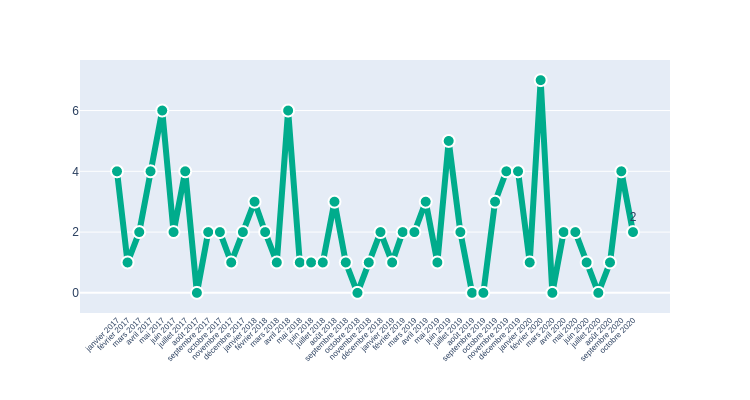 6
4
2
0
2
janvier 2017
février 2017
mars 2017
avril 2017
mai 2017
juin 2017
juillet 2017
août 2017
septembre 2017
octobre 2017
novembre 2017
décembre 2017
janvier 2018
février 2018
mars 2018
avril 2018
mai 2018
juin 2018
juillet 2018
août 2018
septembre 2018
octobre 2018
novembre 2018
décembre 2018
janvier 2019
février 2019
mars 2019
avril 2019
mai 2019
juin 2019
juillet 2019
août 2019
septembre 2019
octobre 2019
novembre 2019
décembre 2019
janvier 2020
février 2020
mars 2020
avril 2020
mai 2020
juin 2020
juillet 2020
août 2020
septembre 2020
octobre 2020